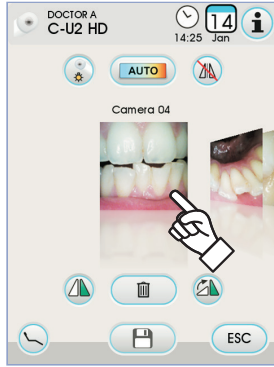 DOCTOR A
C-U2 HD
14
14:25 Jan
i
AUTO
Camera 04
ESC